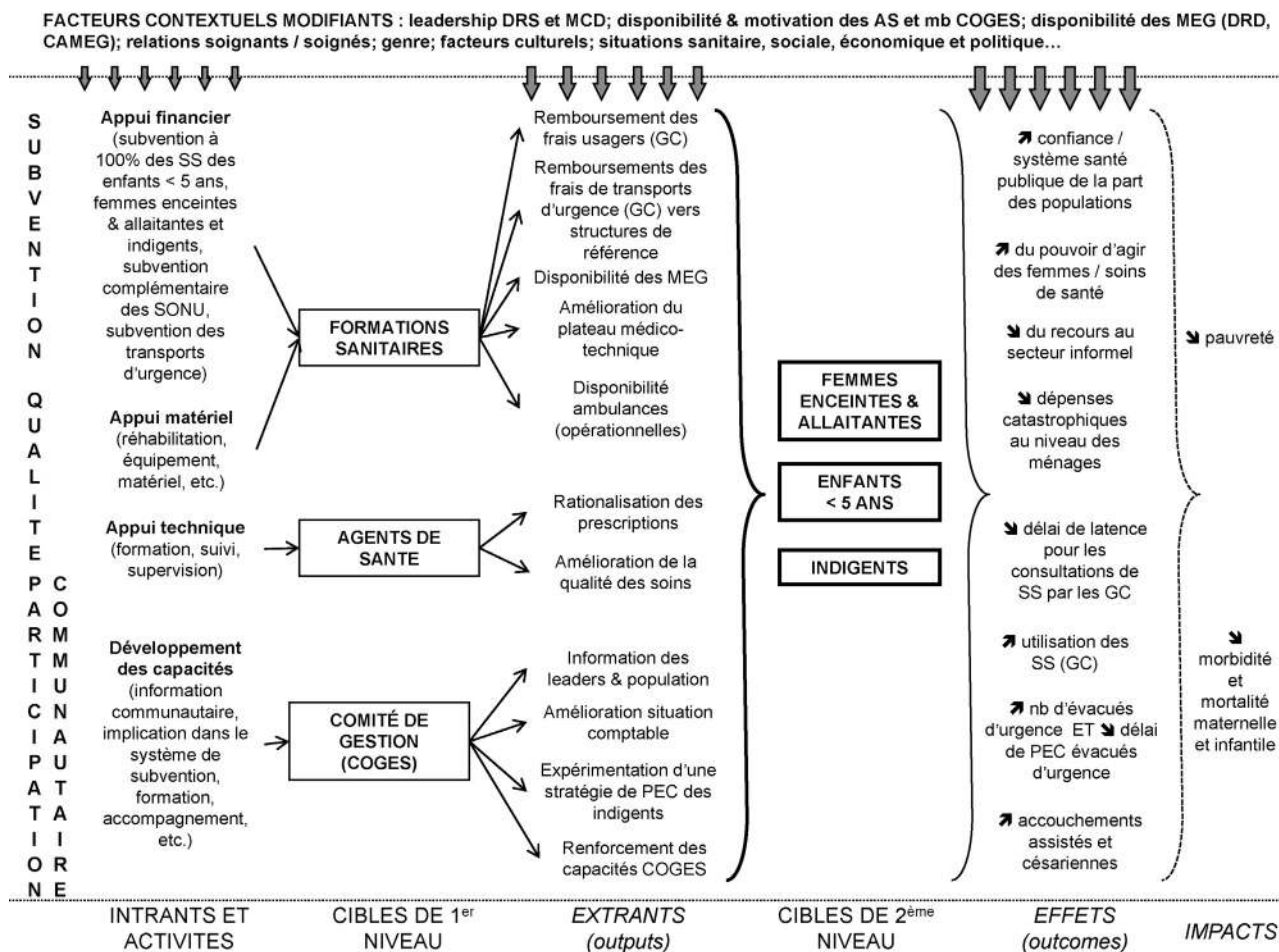 FACTEURS CONTEXTUELS MODIFIANTS : leadership DRS et MCD; disponibilité & motivation des AS et mb COGES; disponibilité des MEG (DRD,
CAMEG); relations soignants / soignés; genre; facteurs culturels; situations sanitaire, sociale, économique et politique…
SUBVENTION
QUALITE
PARTICIPATION
COMMUNAUTAIRE
Appui financier
(subvention à
100% des SS des
enfants < 5 ans,
femmes enceintes
& allaitantes et
indigents,
subvention
complémentaire
des SONU,
subvention des
transports
d'urgence)
Appui matériel
(réhabilitation,
équipement,
matériel, etc.)
Appui technique
(formation, suivi,
supervision)
Développement
des capacités
(information
communautaire,
implication dans le
système de
subvention,
formation,
accompagnement,
etc.)
FORMATIONS
SANITAIRES
AGENTS DE
SANTE
COMITÉ DE
GESTION
(COGES)
Remboursement des
frais usagers (GC)
Remboursements des
frais de transports
d'urgence (GC) vers
structures de
référence
Disponibilité des MEG
Amélioration du
plateau médico-
technique
Disponibilité
ambulances
(opérationnelles)
Rationalisation des
prescriptions
Amélioration de la
qualité des soins
Information des
leaders & population
Amélioration situation
comptable
Expérimentation d'une
stratégie de PEC des
indigents
Renforcement des
capacités COGES
FEMMES
ENCEINTES &
ALLAITANTES
ENFANTS
< 5 ANS
INDIGENTS
↗ confiance /
système santé
publique de la part
des populations
↗ du pouvoir d'agir
des femmes / soins
de santé
↘ du recours au
secteur informel
↘ dépenses
catastrophiques
au niveau des
ménages
↘ délai de latence
pour les
consultations de
SS par les GC
↗ utilisation des
SS (GC)
↗ nb d'évacués
d'urgence ET ↘ délai
de PEC évacués
d'urgence
↗ accouchements
assistés et
césariennes
↘ pauvreté
↘
morbidité
et
mortalité
maternelle
et infantile
INTRANTS ET
ACTIVITES
CIBLES DE 1er
NIVEAU
EXTRANTS
(outputs)
CIBLES DE 2ème
NIVEAU
EFFETS
(outcomes)
IMPACTS